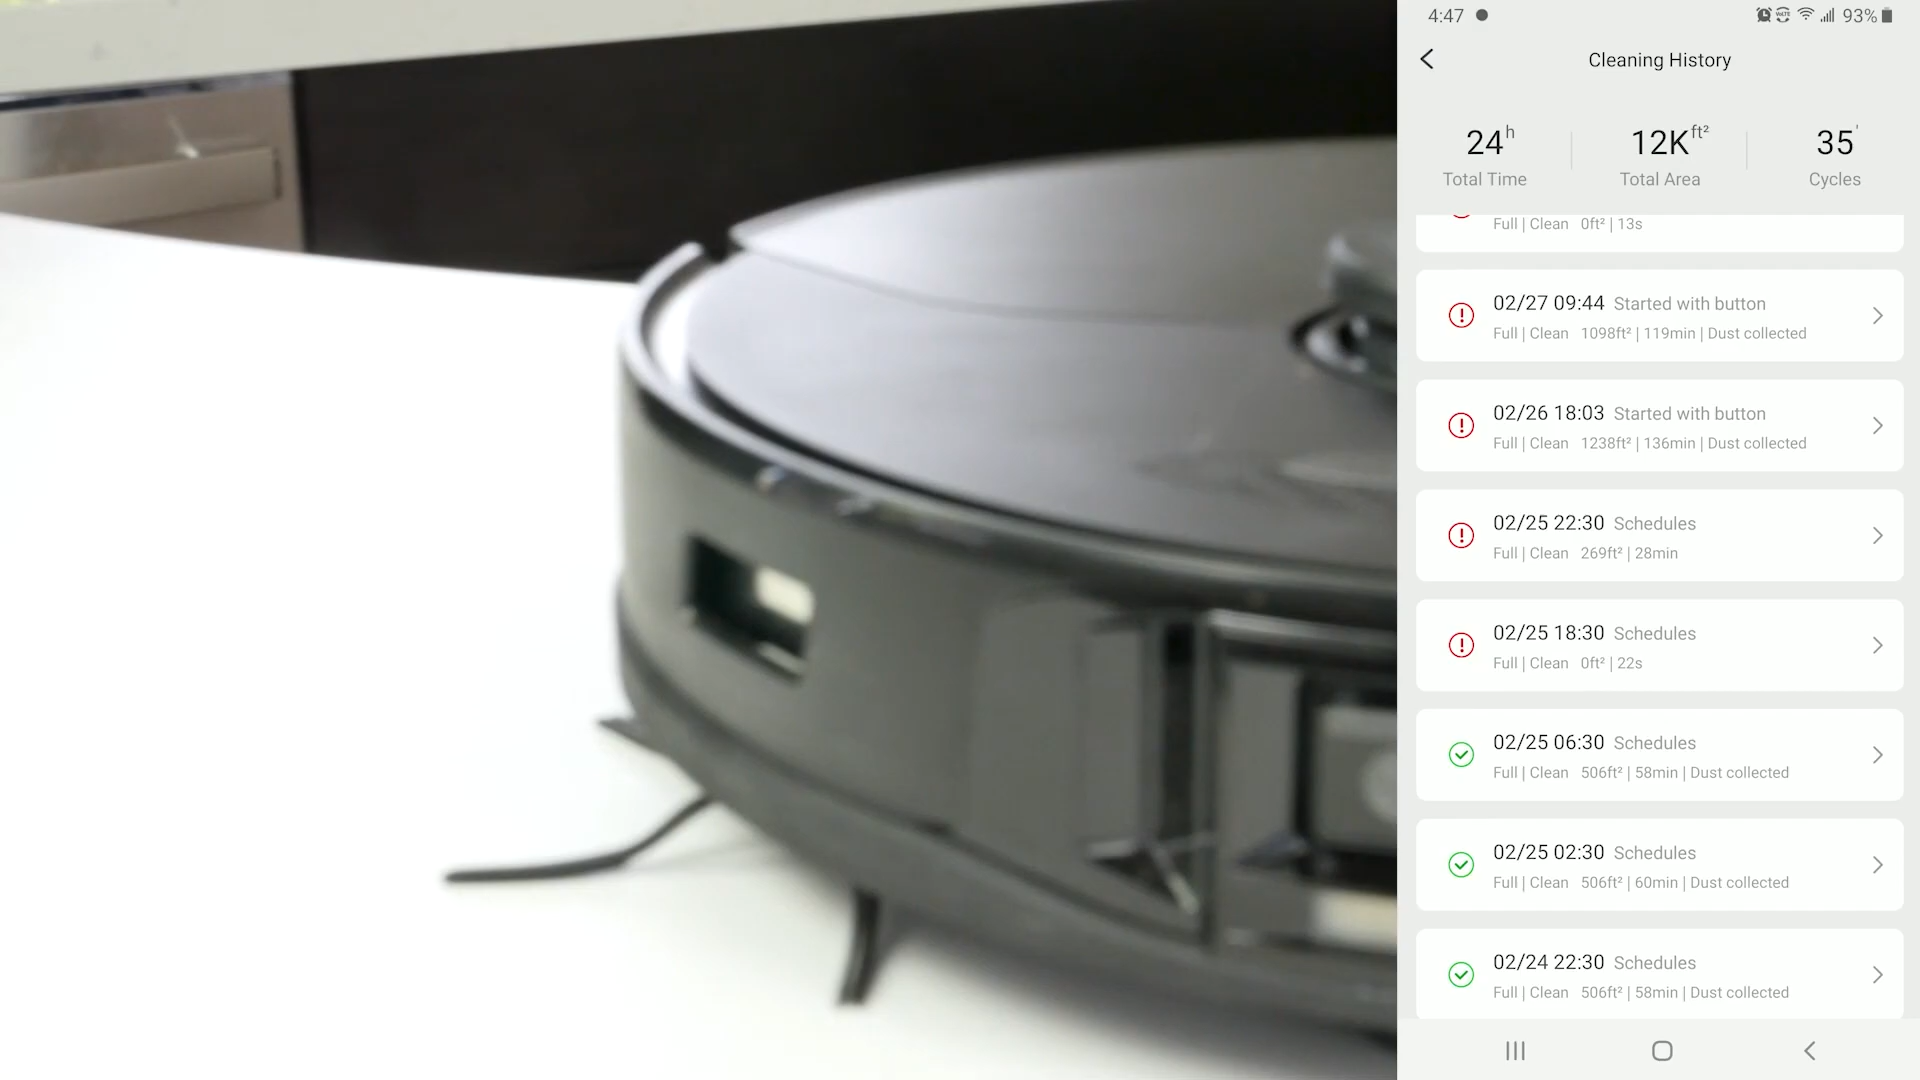 4:47
93%
Cleaning History
24h 12Kft² 35'
Total Time Total Area Cycles
Full | Clean 0ft² | 13s
02/27 09:44 Started with button
Full | Clean 1098ft² | 119min | Dust collected
02/26 18:03 Started with button
Full | Clean 1238ft² | 136min | Dust collected
02/25 22:30 Schedules
Full | Clean 269ft² | 28min
02/25 18:30 Schedules
Full | Clean 0ft² | 22s
02/25 06:30 Schedules
Full | Clean 506ft² | 58min | Dust collected
02/25 02:30 Schedules
Full | Clean 506ft² | 60min | Dust collected
02/24 22:30 Schedules
Full | Clean 506ft² | 58min | Dust collected